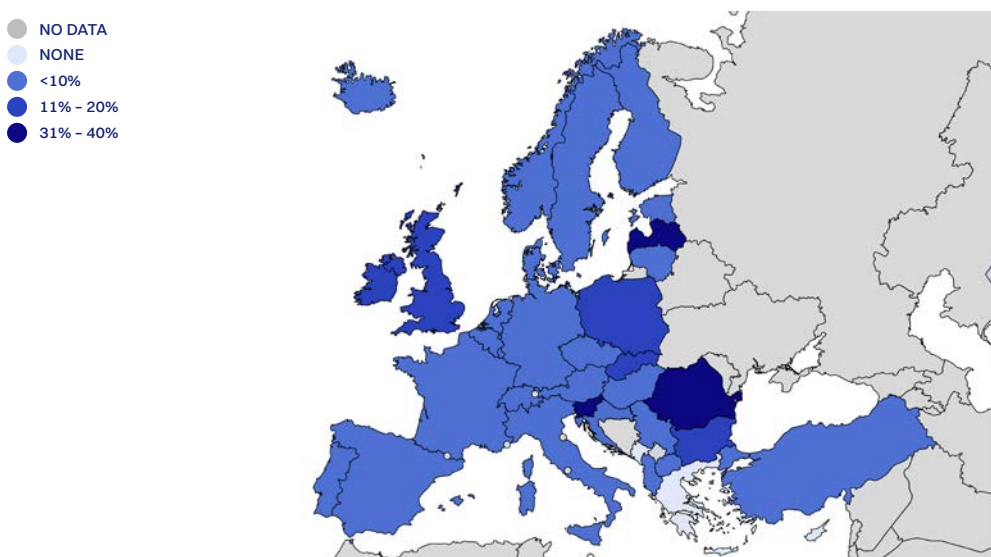 NO DATA
NONE
<10%
11% – 20%
31% – 40%